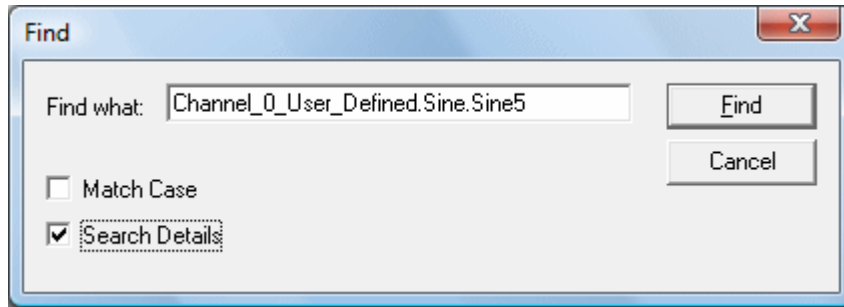 Find
Find what: Channel_0_User_Defined.Sine.Sine5
Find
Cancel
Match Case
Search Details